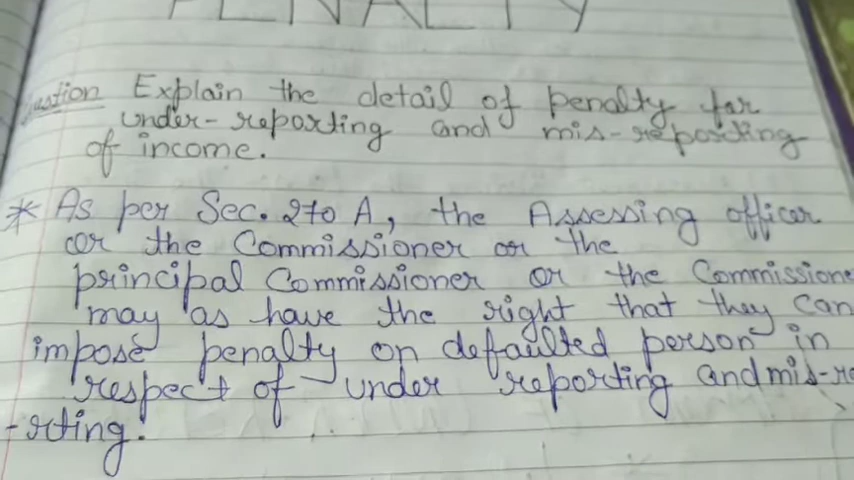 PENALTY
Question Explain the detail of penalty for
under-reporting and mis-reporting
of income.
* As per Sec. 270 A, the Assessing officer
or the Commissioner or the
principal Commissioner or the Commissione
may as have the right that they can
impose penalty on defaulted person in
respect of under reporting and mis-re
-rting.